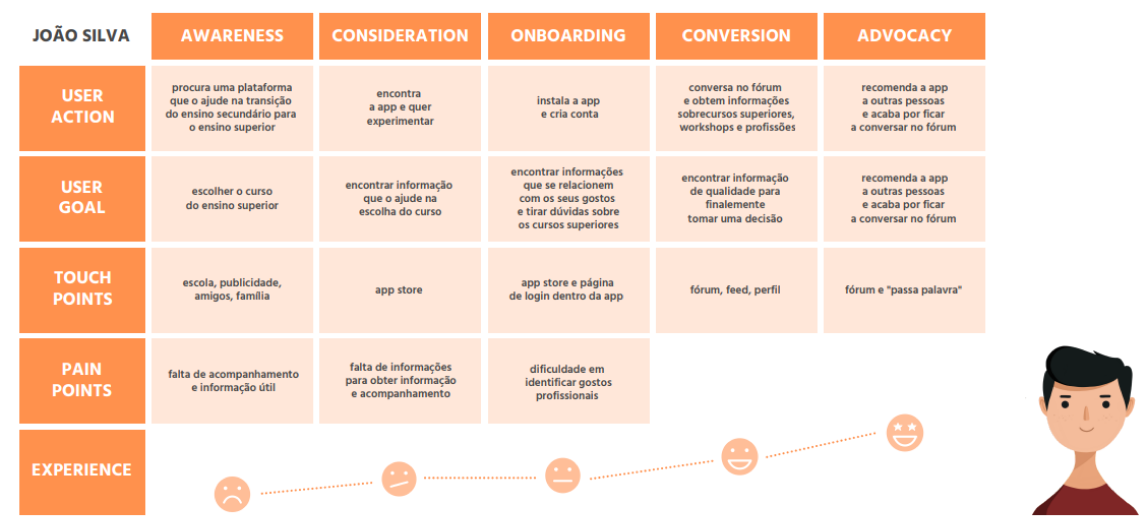 JOÃO SILVA
AWARENESS
CONSIDERATION
ONBOARDING
CONVERSION
ADVOCACY
USER
ACTION
procura uma plataforma
que o ajude na transição
do ensino secundário para
o ensino superior
encontra
a app e quer
experimentar
instala a app
e cria conta
conversa no fórum
e obtem informações
sobrecursos superiores,
workshops e profissões
recomenda a app
a outras pessoas
e acaba por ficar
a conversar no fórum
USER
GOAL
escolher o curso
do ensino superior
encontrar informação
que o ajude na
escolha do curso
encontrar informações
que se relacionem
com os seus gostos
e tirar dúvidas sobre
os cursos superiores
encontrar informação
de qualidade para
finalemente
tomar uma decisão
recomenda a app
a outras pessoas
e acaba por ficar
a conversar no fórum
TOUCH
POINTS
escola, publicidade,
amigos, família
app store
app store e página
de login dentro da app
fórum, feed, perfil
fórum e "passa palavra"
PAIN
POINTS
falta de acompanhamento
e informação útil
falta de informações
para obter informação
e acompanhamento
dificuldade em
identificar gostos
profissionais
EXPERIENCE